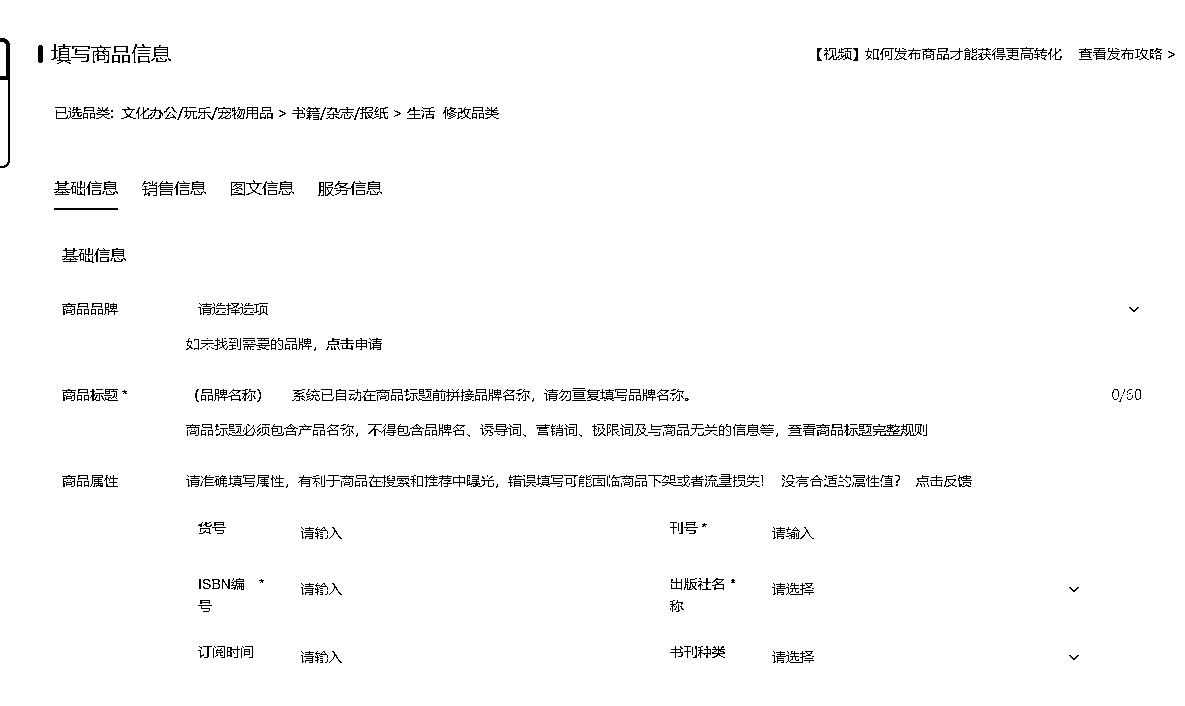 填写商品信息 【视频】如何发布商品才能获得更高转化 查看发布攻略 >
已选品类: 文化办公/玩乐/宠物用品 > 书籍/杂志/报纸 > 生活 修改品类
基础信息 销售信息 图文信息 服务信息
基础信息
商品品牌 请选择选项
如未找到需要的品牌，点击申请
商品标题 * （品牌名称） 系统已自动在商品标题前拼接品牌名称，请勿重复填写品牌名称。 0/60
商品标题必须包含产品名称，不得包含品牌名、诱导词、营销词、极限词及与商品无关的信息等，查看商品标题完整规则
商品属性 请准确填写属性，有利于商品在搜索和推荐中曝光，错误填写可能面临商品下架或者流量损失！ 没有合适的属性值？ 点击反馈
货号 请输入 刊号 * 请输入
ISBN编号 * 请输入 出版社名称 * 请选择
订阅时间 请输入 书刊种类 请选择